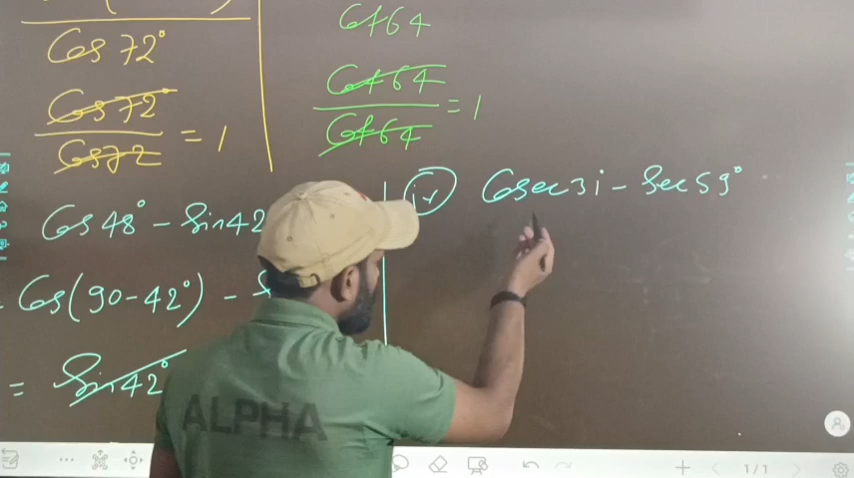 Cos 72°
Cos 72°
Cos 72 = 1
Cot 64
Cot 64
Cot 64 = 1
Cos 48° - Sin 42
Cos (90-42°) -
= Sin 42°
iv) Cosec 31 - Sec 59°
ALPHA
1/1